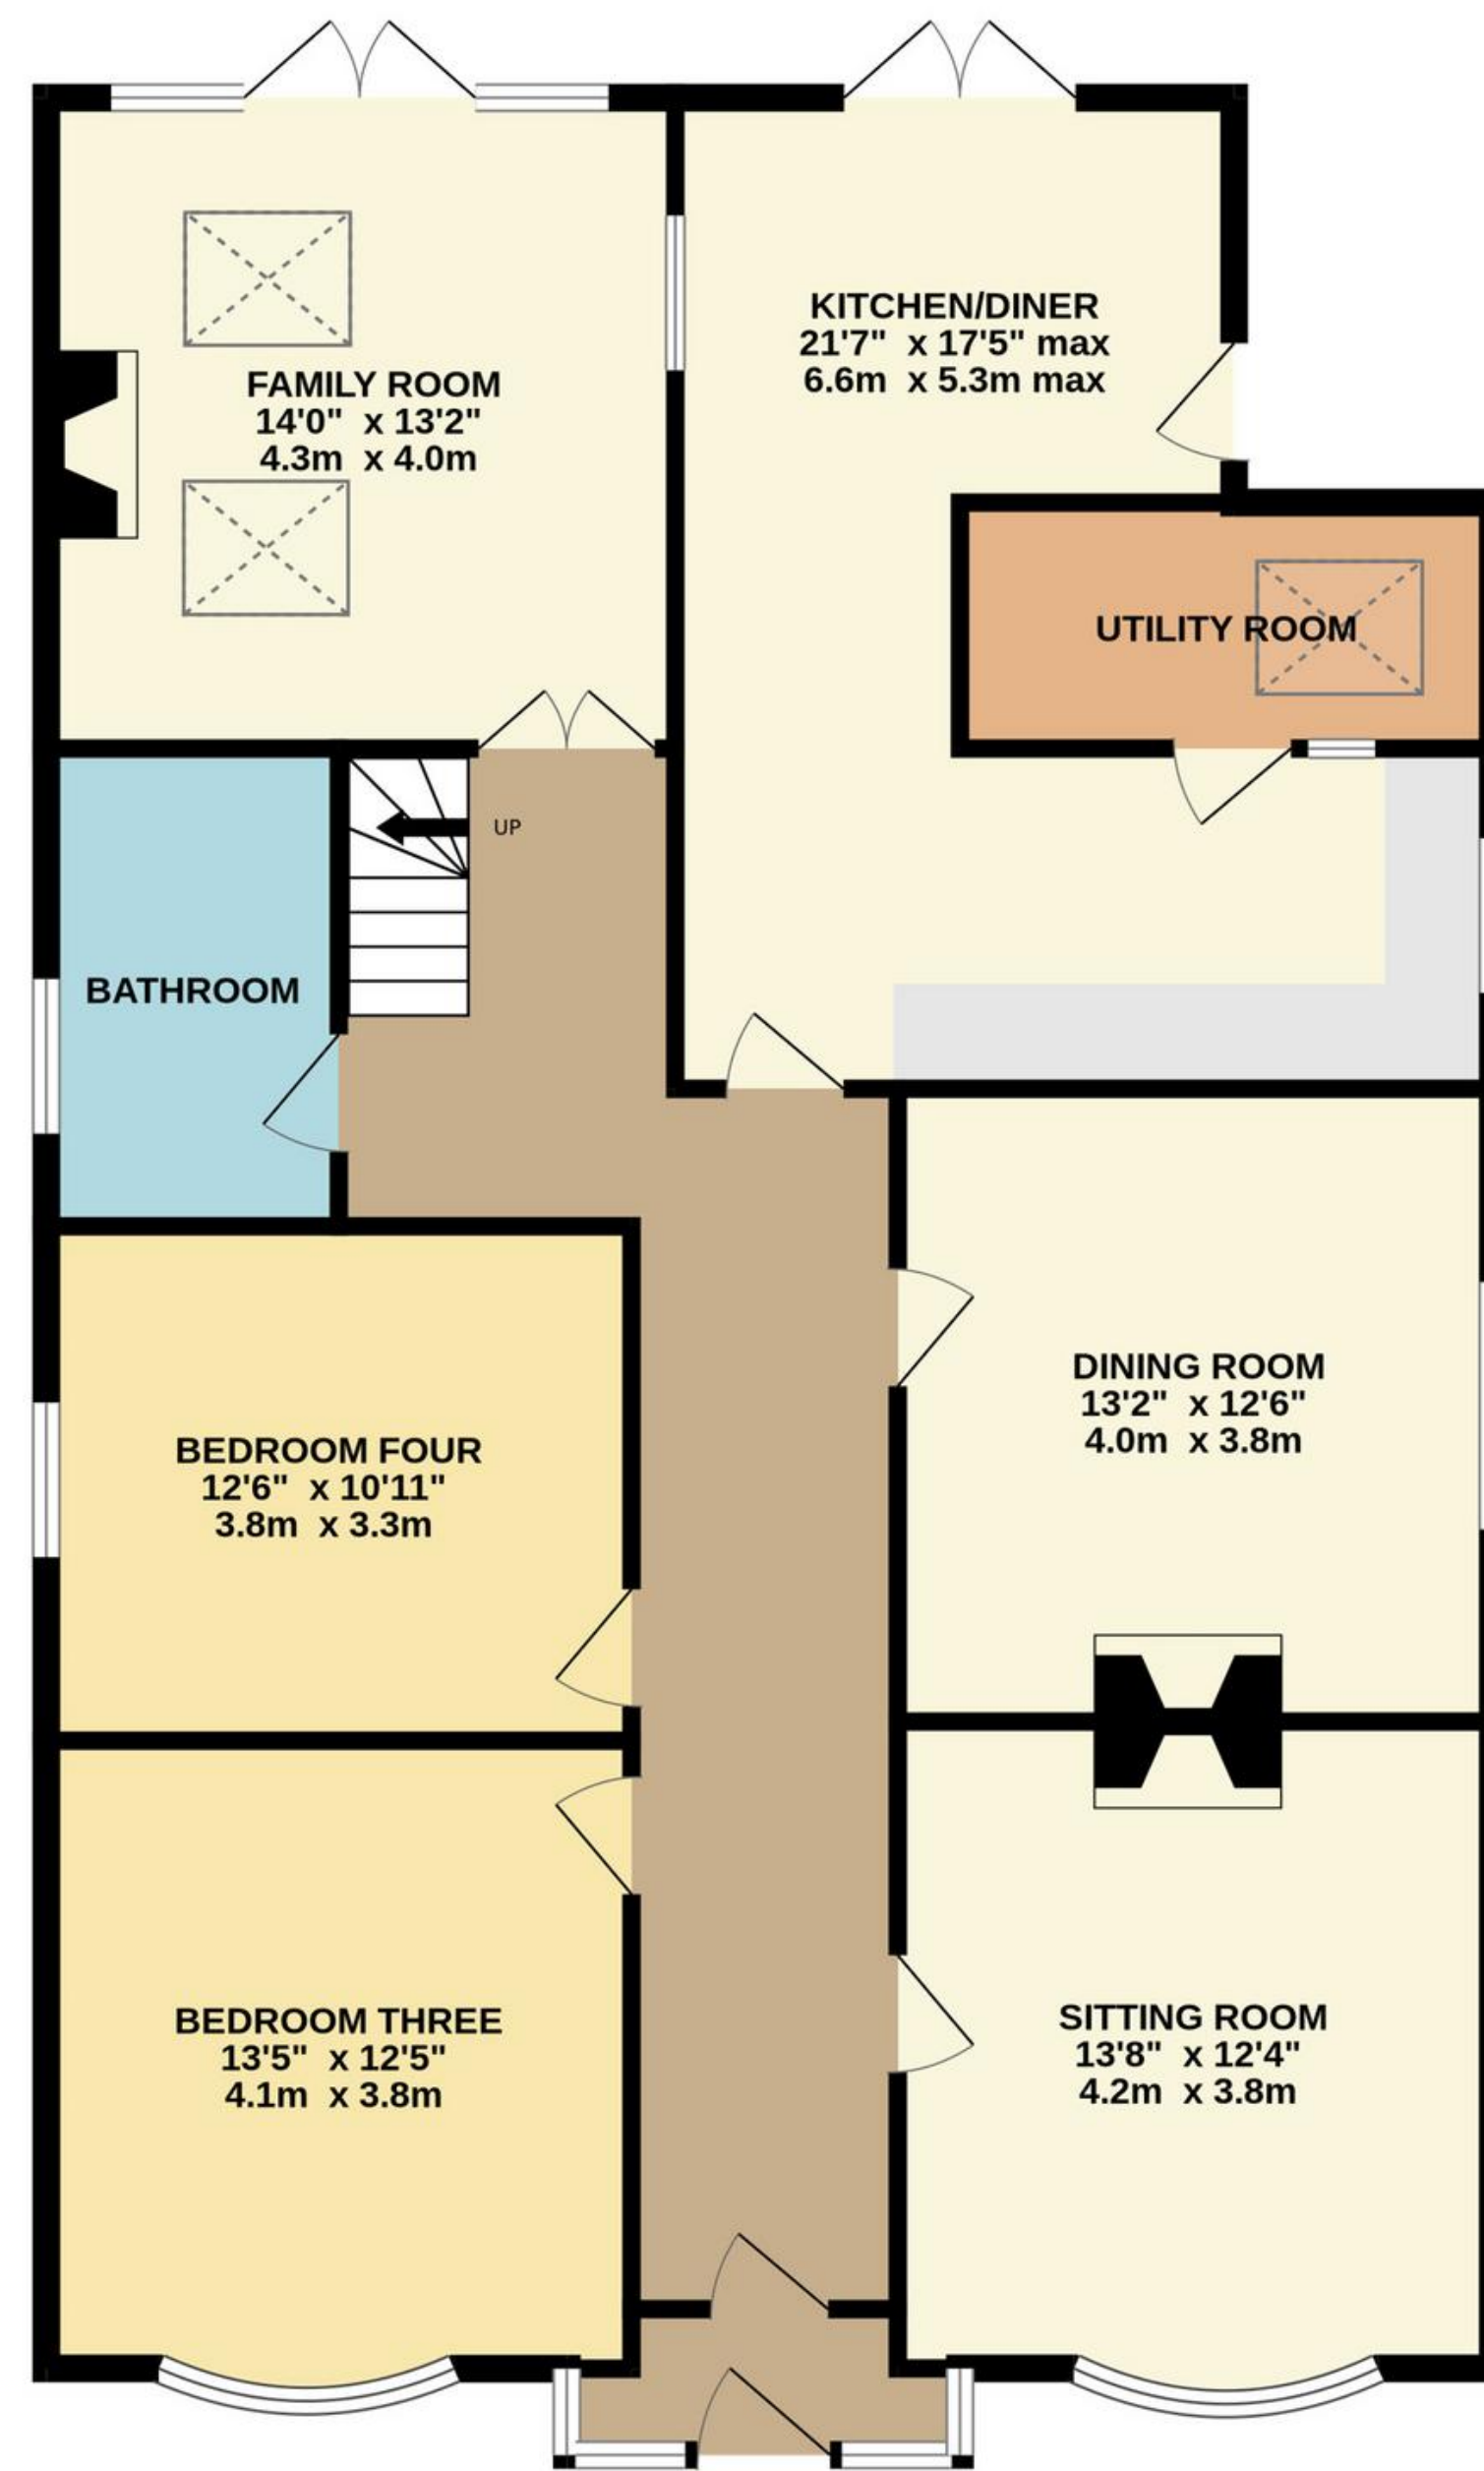 KITCHEN/DINER
21'7"  x 17'5" max
6.6m  x 5.3m max
FAMILY ROOM
14'0"  x 13'2"
4.3m  x 4.0m
UTILITY ROOM
UP
BATHROOM
DINING ROOM
13'2"  x 12'6"
4.0m  x 3.8m
BEDROOM FOUR
12'6"  x 10'11"
3.8m  x 3.3m
SITTING ROOM
13'8"  x 12'4"
4.2m  x 3.8m
BEDROOM THREE
13'5"  x 12'5"
4.1m  x 3.8m